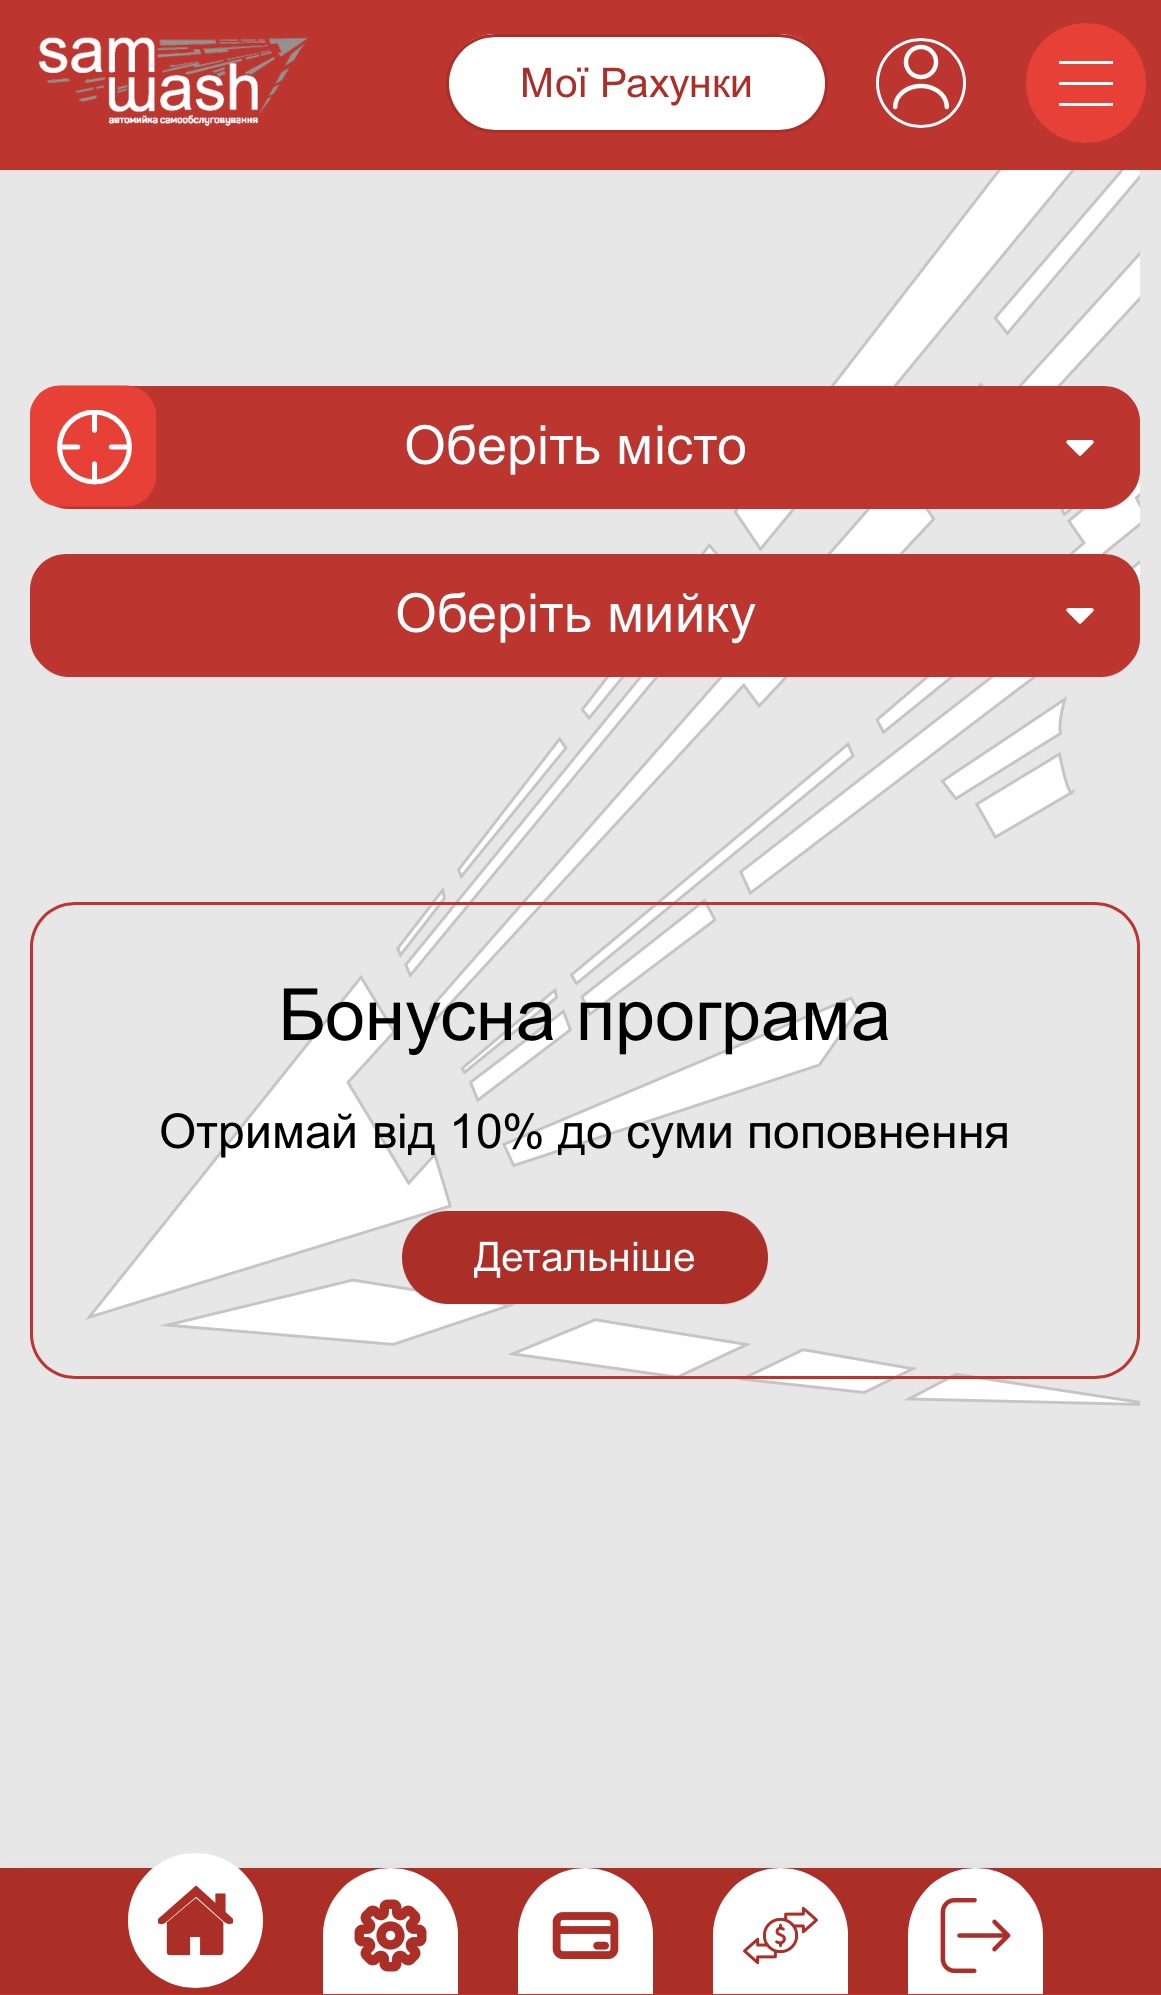 sam
wash
автомийка самообслуговування
Мої Рахунки
Оберіть місто
Оберіть мийку
Бонусна програма
Отримай від 10% до суми поповнення
Детальніше
$